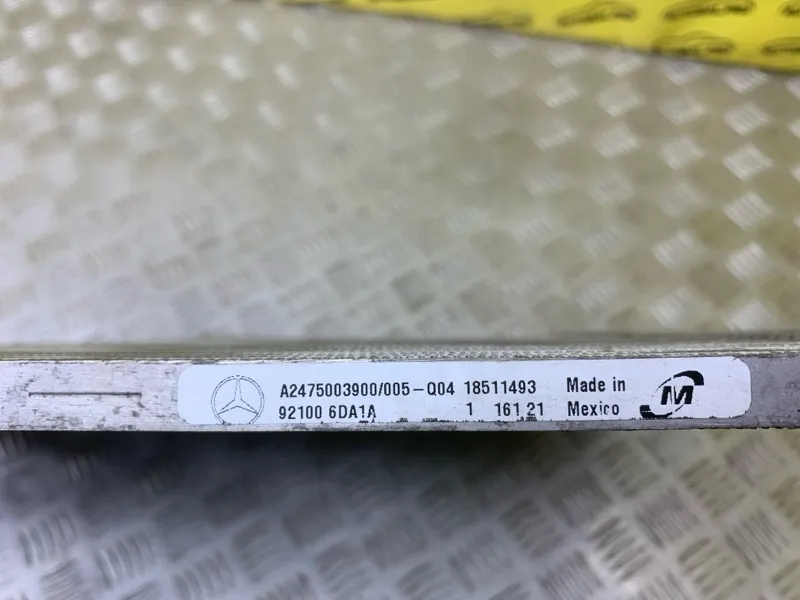 A2475003900/005-Q04 18511493
92100 6DA1A 1 161 21
Made in
Mexico
M